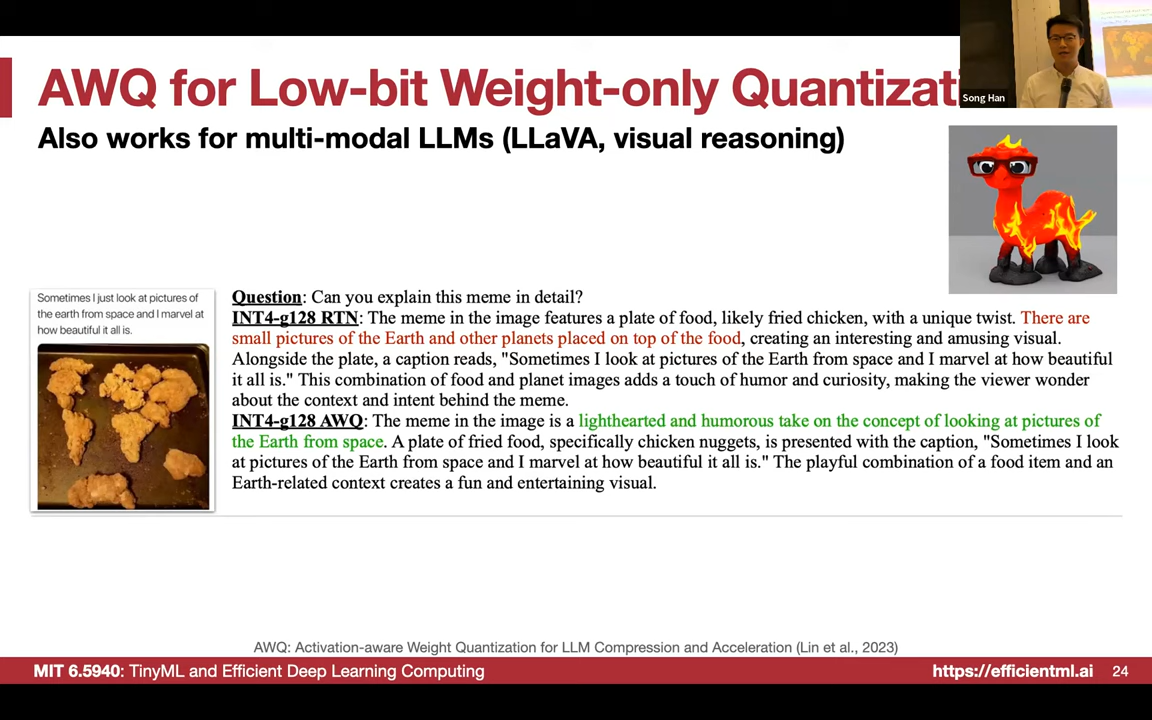 AWQ for Low-bit Weight-only Quantizati
Song Han
Also works for multi-modal LLMs (LLaVA, visual reasoning)
Sometimes I just look at pictures of
the earth from space and I marvel at
how beautiful it all is.
Question: Can you explain this meme in detail?
INT4-g128 RTN: The meme in the image features a plate of food, likely fried chicken, with a unique twist. There are
small pictures of the Earth and other planets placed on top of the food, creating an interesting and amusing visual.
Alongside the plate, a caption reads, "Sometimes I look at pictures of the Earth from space and I marvel at how beautiful
it all is." This combination of food and planet images adds a touch of humor and curiosity, making the viewer wonder
about the context and intent behind the meme.
INT4-g128 AWQ: The meme in the image is a lighthearted and humorous take on the concept of looking at pictures of
the Earth from space. A plate of fried food, specifically chicken nuggets, is presented with the caption, "Sometimes I look
at pictures of the Earth from space and I marvel at how beautiful it all is." The playful combination of a food item and an
Earth-related context creates a fun and entertaining visual.
AWQ: Activation-aware Weight Quantization for LLM Compression and Acceleration (Lin et al., 2023)
MIT 6.5940: TinyML and Efficient Deep Learning Computing
https://efficientml.ai
24